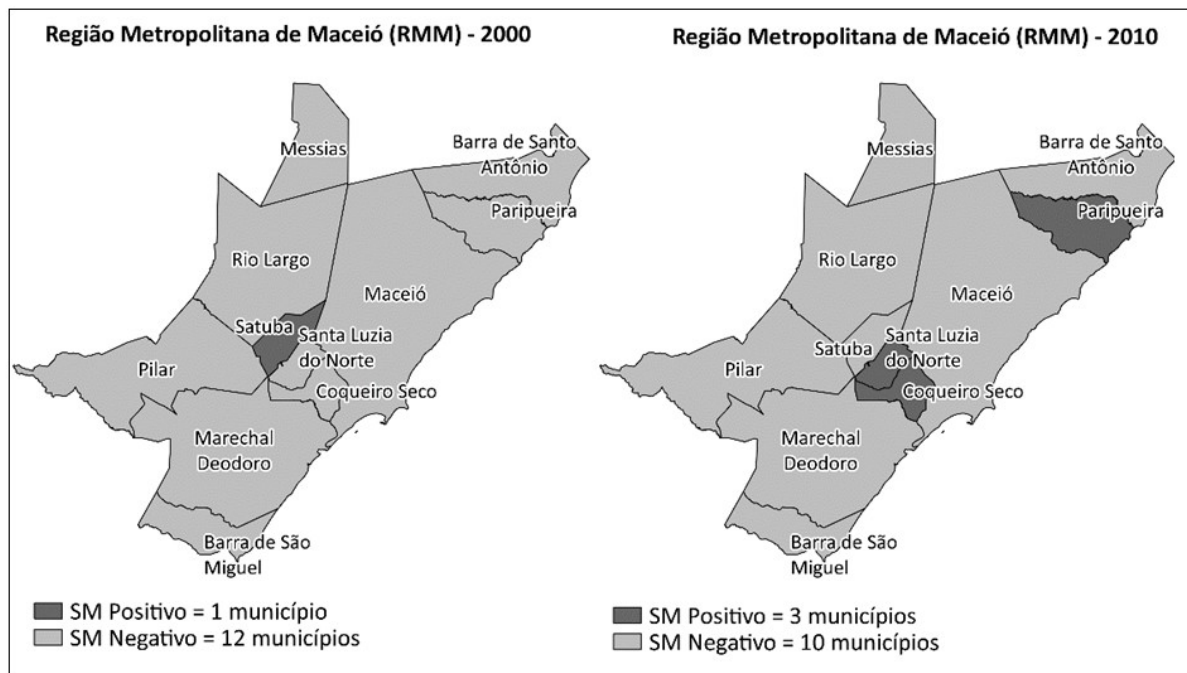 Região Metropolitana de Maceió (RMM) - 2000
Messias
Barra de Santo
Antônio
Paripueira
Rio Largo
Maceió
Satuba
Santa Luzia
do Norte
Pilar
Coqueiro Seco
Marechal
Deodoro
Barra de São
Miguel
SM Positivo = 1 município
SM Negativo = 12 municípios
Região Metropolitana de Maceió (RMM) - 2010
Messias
Barra de Santo
Antônio
Paripueira
Rio Largo
Maceió
Satuba
Santa Luzia
do Norte
Pilar
Coqueiro Seco
Marechal
Deodoro
Barra de São
Miguel
SM Positivo = 3 municípios
SM Negativo = 10 municípios